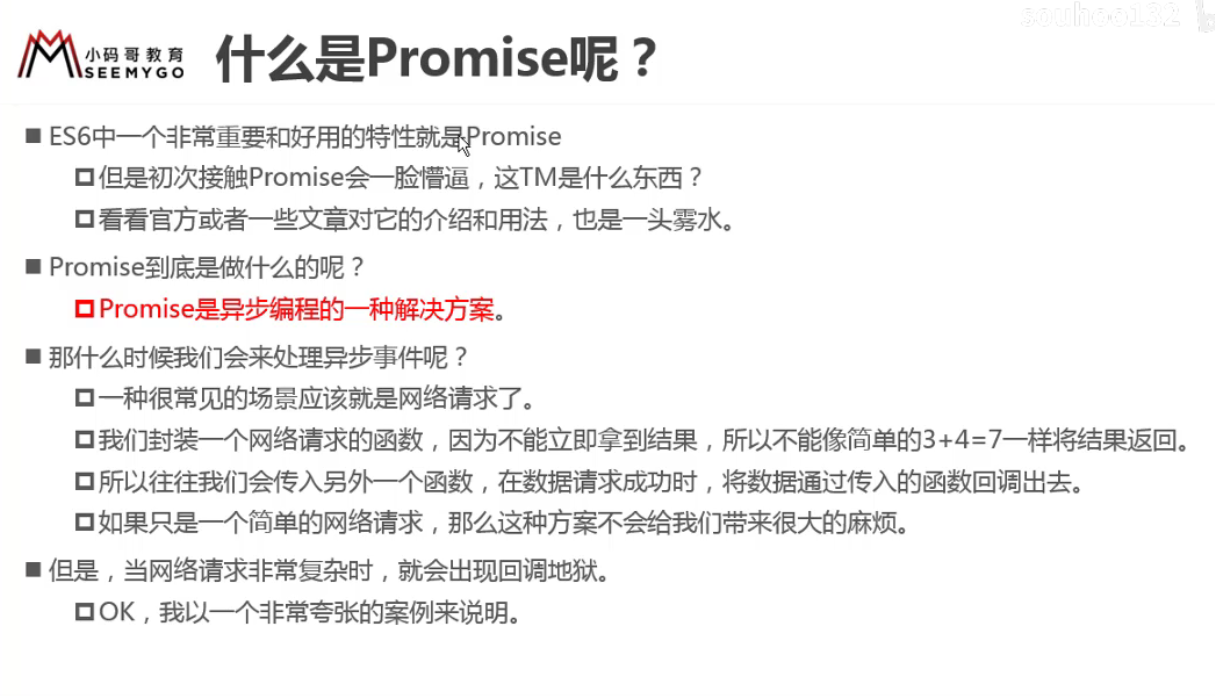 souhoo132
小码哥教育
SEEMYGO
什么是Promise呢？
ES6中一个非常重要和好用的特性就是Promise
但是初次接触Promise会一脸懵逼，这TM是什么东西？
看看官方或者一些文章对它的介绍和用法，也是一头雾水。
Promise到底是做什么的呢？
Promise是异步编程的一种解决方案。
那什么时候我们会来处理异步事件呢？
一种很常见的场景应该就是网络请求了。
我们封装一个网络请求的函数，因为不能立即拿到结果，所以不能像简单的3+4=7一样将结果返回。
所以往往我们会传入另外一个函数，在数据请求成功时，将数据通过传入的函数回调出去。
如果只是一个简单的网络请求，那么这种方案不会给我们带来很大的麻烦。
但是，当网络请求非常复杂时，就会出现回调地狱。
OK，我以一个非常夸张的案例来说明。